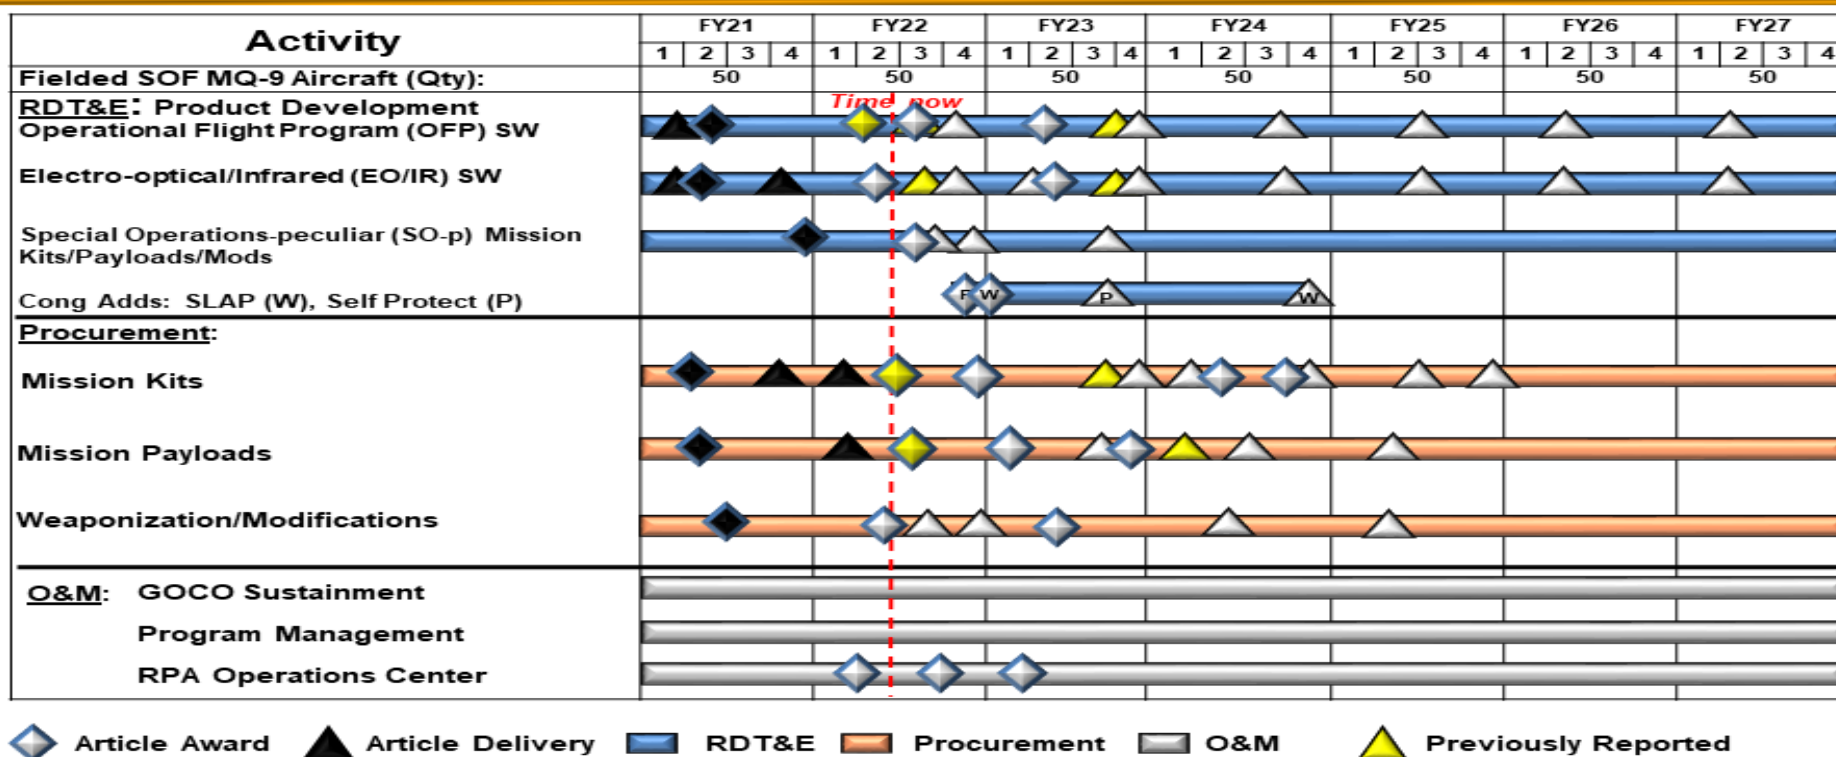 Activity FY21 FY22 FY23 FY24 FY25 FY26 FY27
1 2 3 4 1 2 3 4 1 2 3 4 1 2 3 4 1 2 3 4 1 2 3 4 1 2 3 4
Fielded SOF MQ-9 Aircraft (Qty): 50 50 50 50 50 50 50
RDT&E: Product Development Time now
Operational Flight Program (OFP) SW
Electro-optical/Infrared (EO/IR) SW
Special Operations-peculiar (SO-p) Mission
Kits/Payloads/Mods
Cong Adds: SLAP (W), Self Protect (P) W P W
Procurement:
Mission Kits
Mission Payloads
Weaponization/Modifications
O&M: GOCO Sustainment
Program Management
RPA Operations Center
Article Award Article Delivery RDT&E Procurement O&M Previously Reported